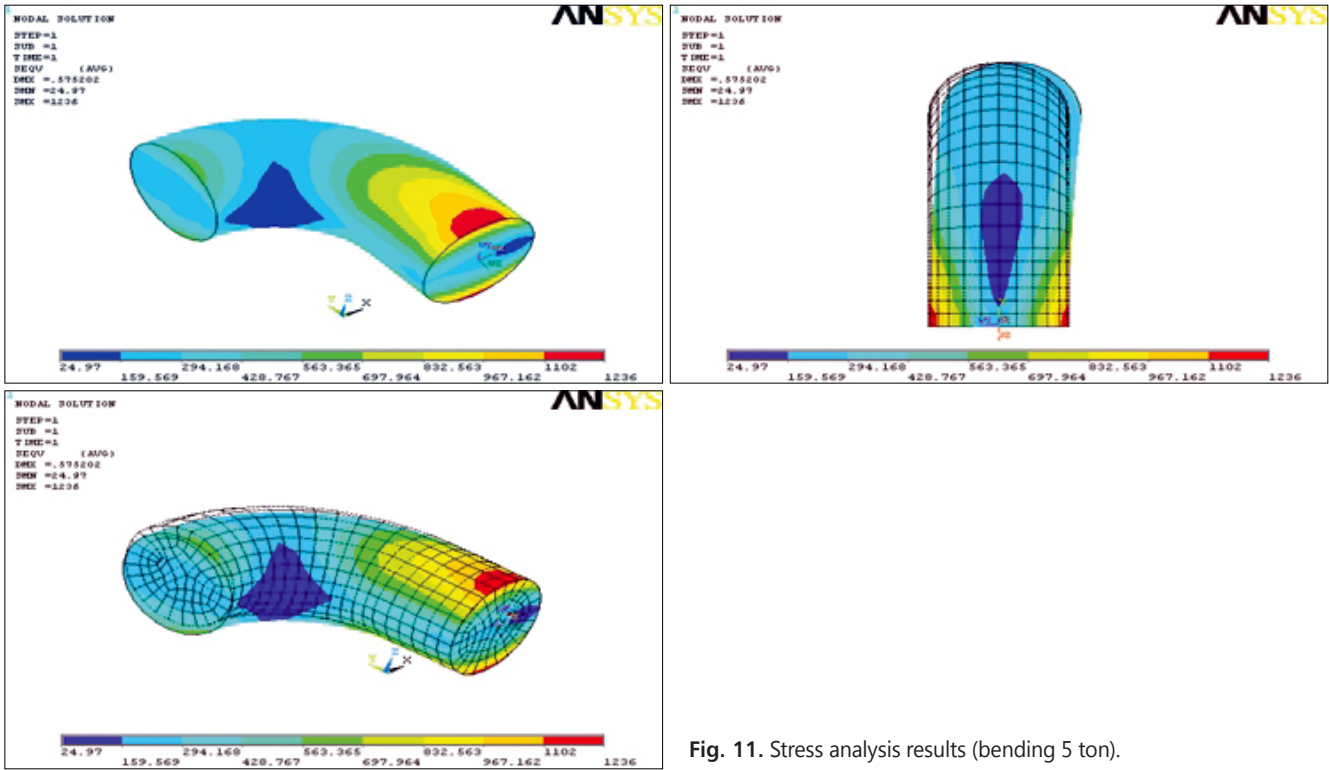 1
NODAL SOLUTION
STEP=1
SUB =1
TIME=1
SEQV (AVG)
DMX =.575202
SMN =24.97
SMX =1236
ANSYS
Y Z X
24.97 159.569 294.168 428.767 563.365 697.964 832.563 967.162 1102 1236
1
NODAL SOLUTION
STEP=1
SUB =1
TIME=1
SEQV (AVG)
DMX =.575202
SMN =24.97
SMX =1236
ANSYS
24.97 159.569 294.168 428.767 563.365 697.964 832.563 967.162 1102 1236
1
NODAL SOLUTION
STEP=1
SUB =1
TIME=1
SEQV (AVG)
DMX =.575202
SMN =24.97
SMX =1236
ANSYS
Y Z X
24.97 159.569 294.168 428.767 563.365 697.964 832.563 967.162 1102 1236
Fig. 11. Stress analysis results (bending 5 ton).